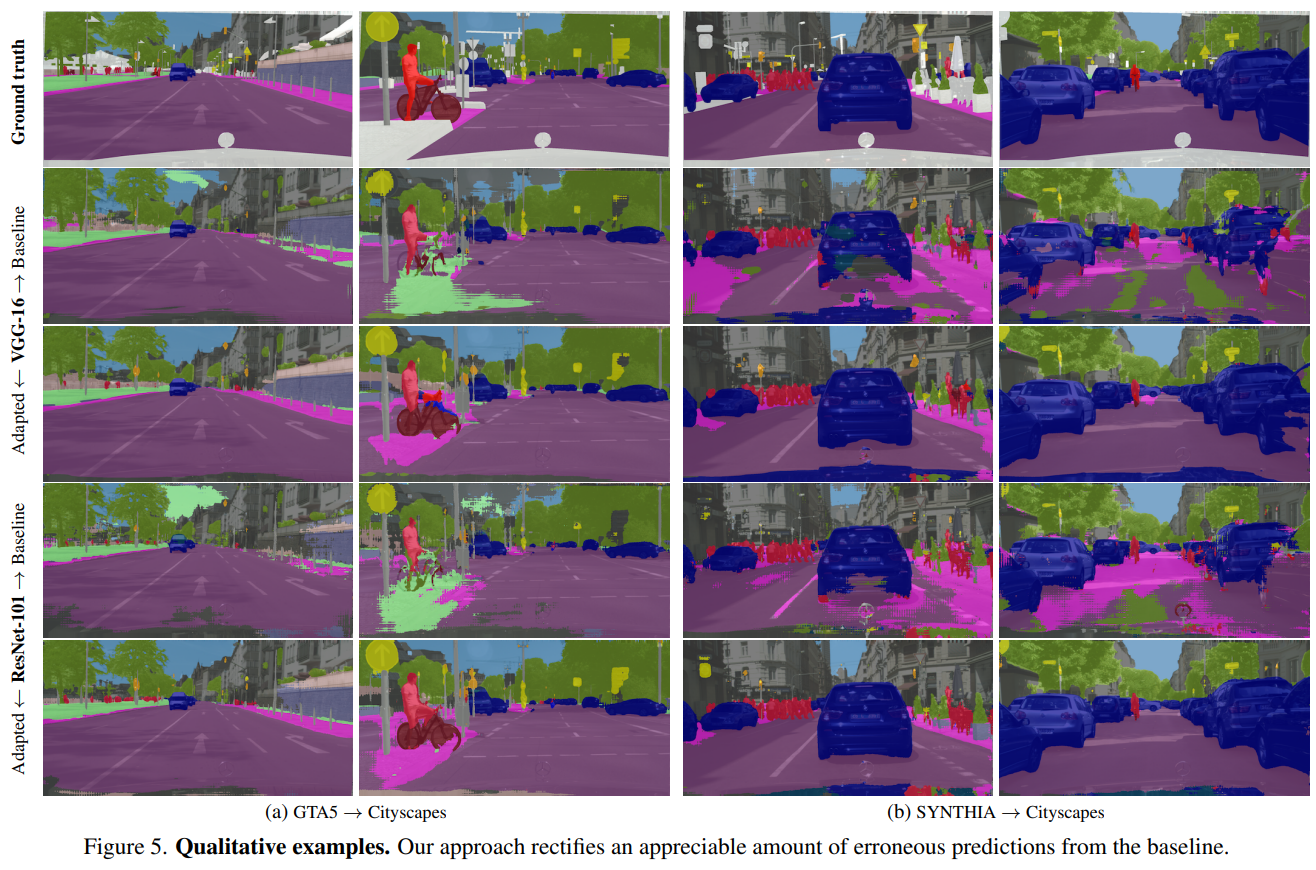 Ground truth
Adapted ← VGG-16 → Baseline
Adapted ← ResNet-101 → Baseline
(a) GTA5 → Cityscapes
(b) SYNTHIA → Cityscapes
Figure 5. Qualitative examples. Our approach rectifies an appreciable amount of erroneous predictions from the baseline.